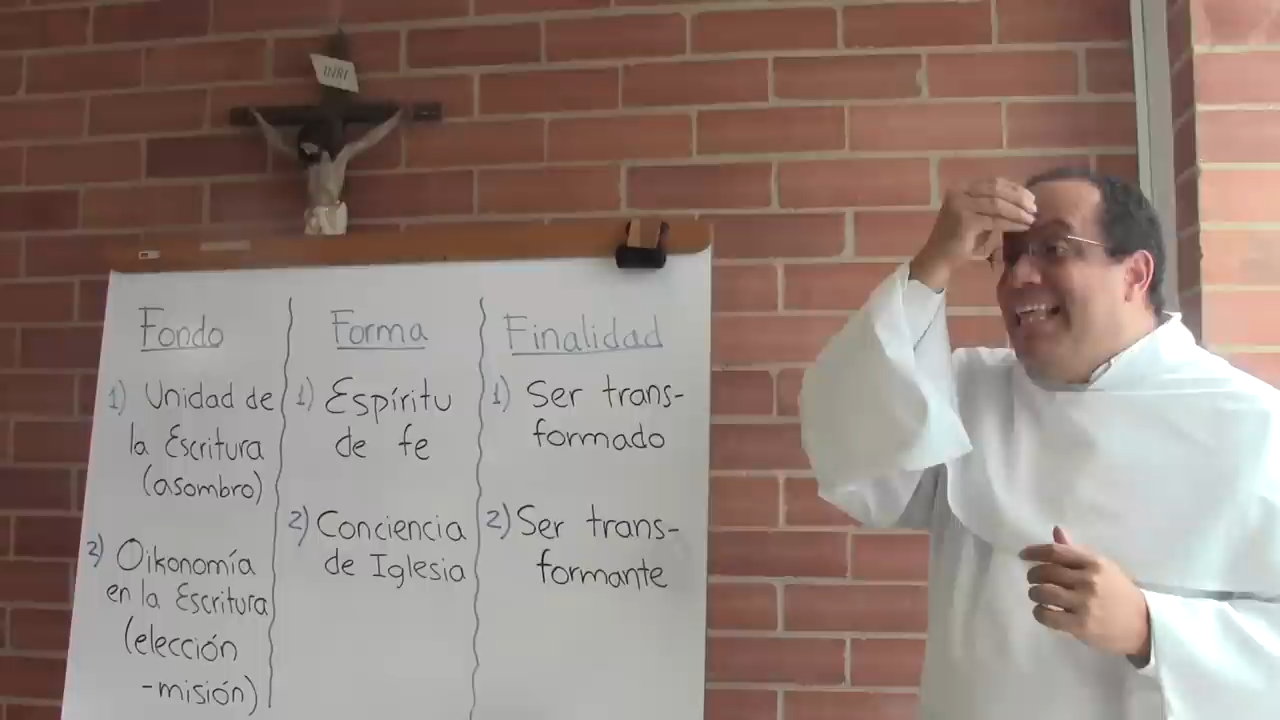 INRI
Fondo
1) Unidad de
la Escritura
(asombro)
2) Oikonomía
en la Escritura
(elección
-misión)
Forma
1) Espíritu
de fe
2) Conciencia
de Iglesia
Finalidad
1) Ser trans-
formado
2) Ser trans-
formante